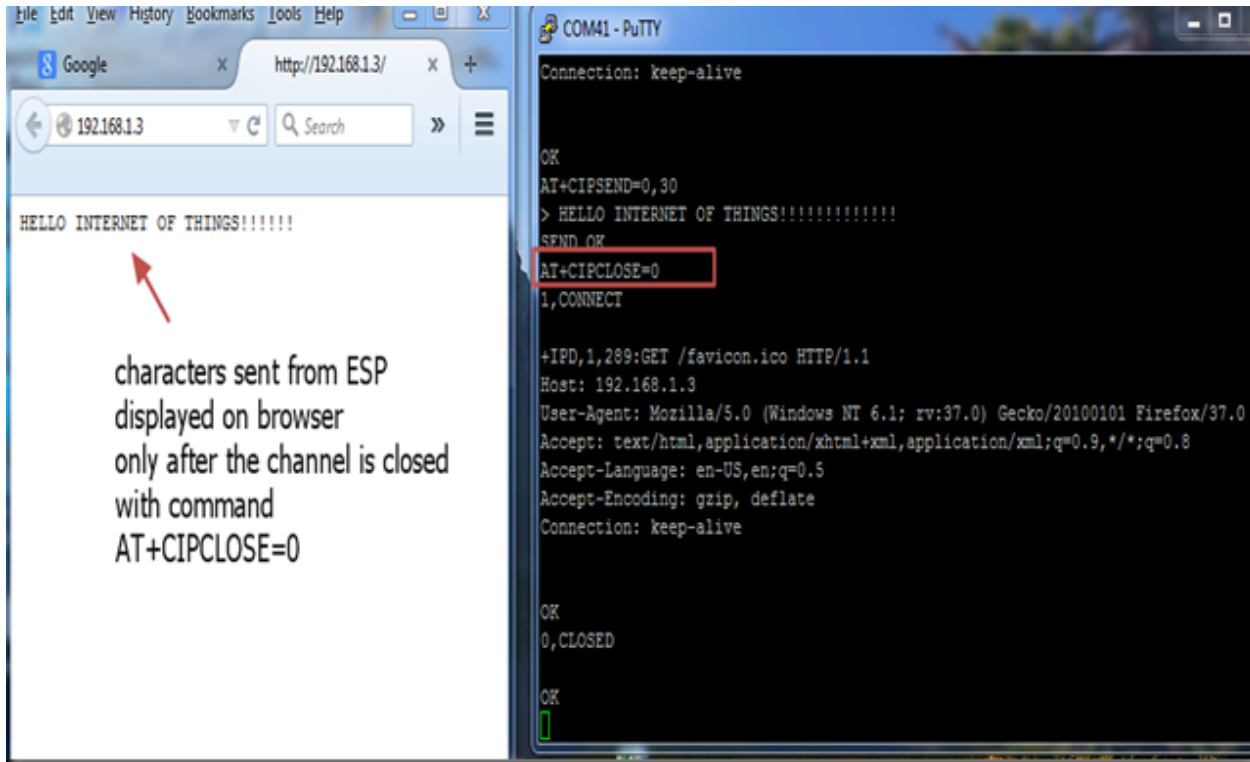 File Edit View History Bookmarks Tools Help
Google
http://192.168.1.3/
192.168.1.3
Search
HELLO INTERNET OF THINGS!!!!!!
characters sent from ESP
displayed on browser
only after the channel is closed
with command
AT+CIPCLOSE=0
COM41 - PuTTY
Connection: keep-alive
OK
AT+CIPSEND=0,30
> HELLO INTERNET OF THINGS!!!!!!!!!!!!!
SEND OK
AT+CIPCLOSE=0
1,CONNECT
+IPD,1,289:GET /favicon.ico HTTP/1.1
Host: 192.168.1.3
User-Agent: Mozilla/5.0 (Windows NT 6.1; rv:37.0) Gecko/20100101 Firefox/37.0
Accept: text/html,application/xhtml+xml,application/xml;q=0.9,*/*;q=0.8
Accept-Language: en-US,en;q=0.5
Accept-Encoding: gzip, deflate
Connection: keep-alive
OK
0,CLOSED
OK